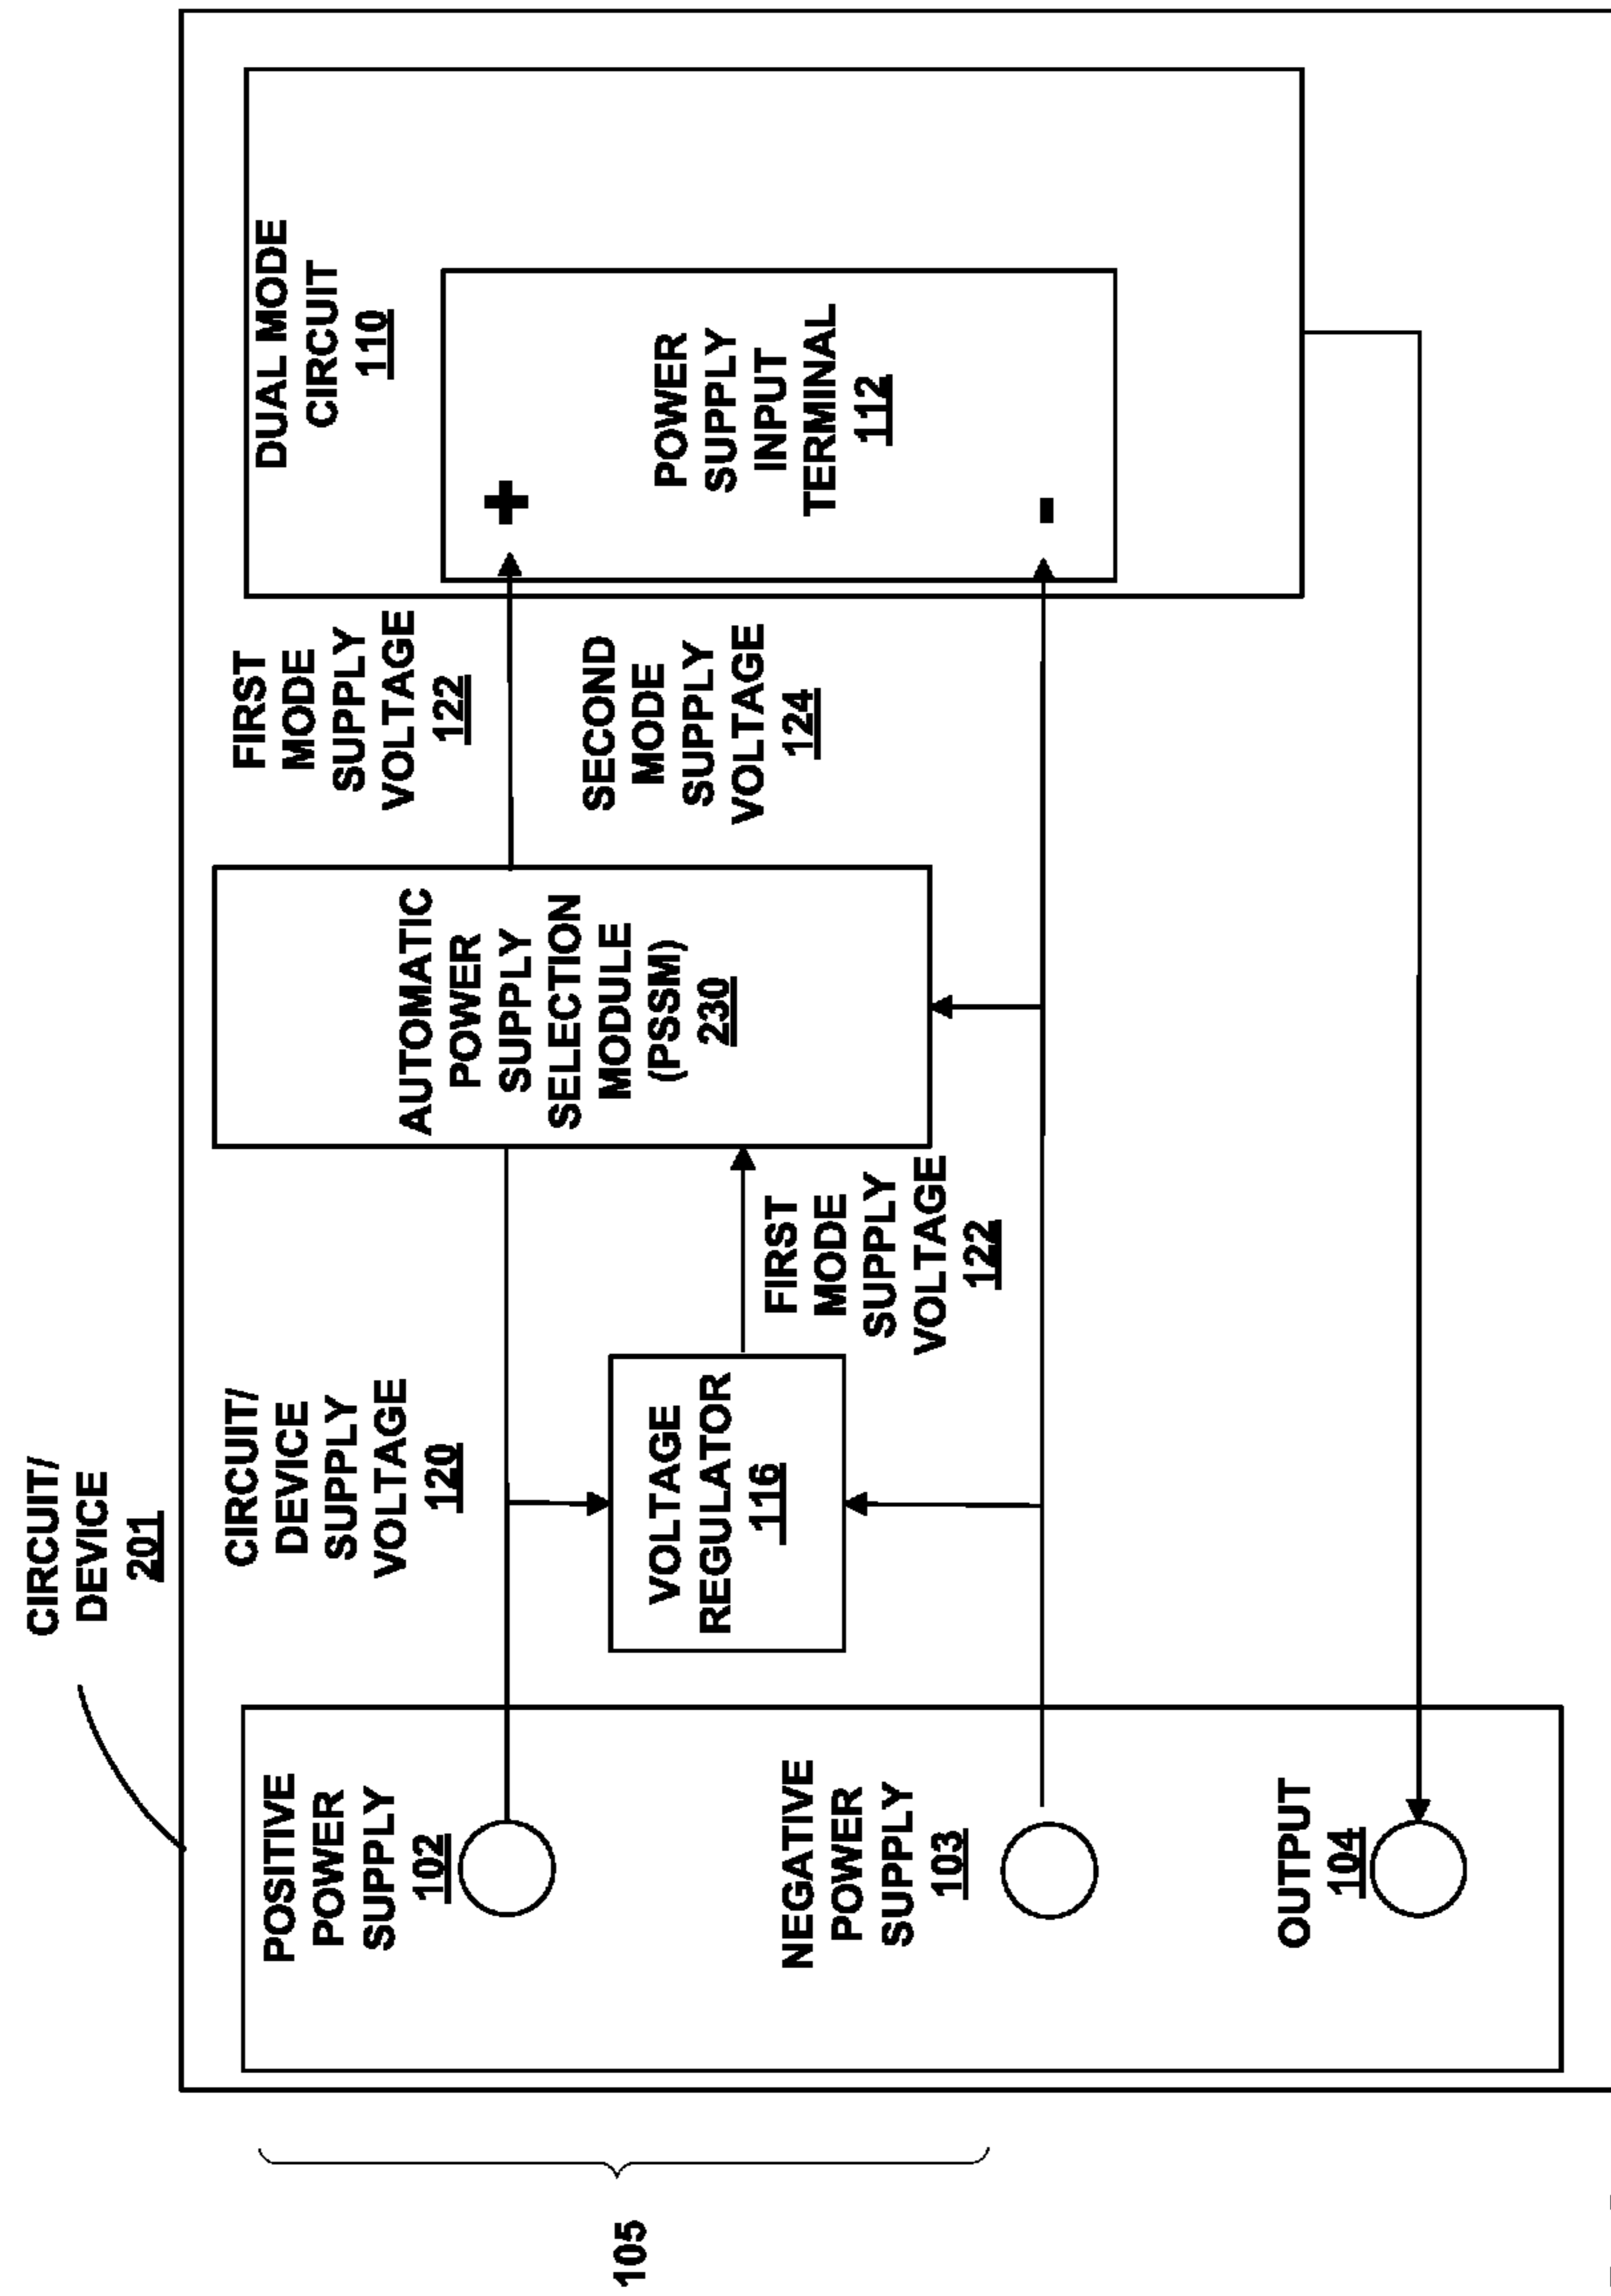 CIRCUIT/
DEVICE
201
105
POSITIVE
POWER
SUPPLY
102
NEGATIVE
POWER
SUPPLY
103
OUTPUT
104
CIRCUIT/
DEVICE
SUPPLY
VOLTAGE
120
VOLTAGE
REGULATOR
116
FIRST
MODE
SUPPLY
VOLTAGE
122
AUTOMATIC
POWER
SUPPLY
SELECTION
MODULE
(PSSM)
230
FIRST
MODE
SUPPLY
VOLTAGE
122
SECOND
MODE
SUPPLY
VOLTAGE
124
DUAL MODE
CIRCUIT
110
+
-
POWER
SUPPLY
INPUT
TERMINAL
112